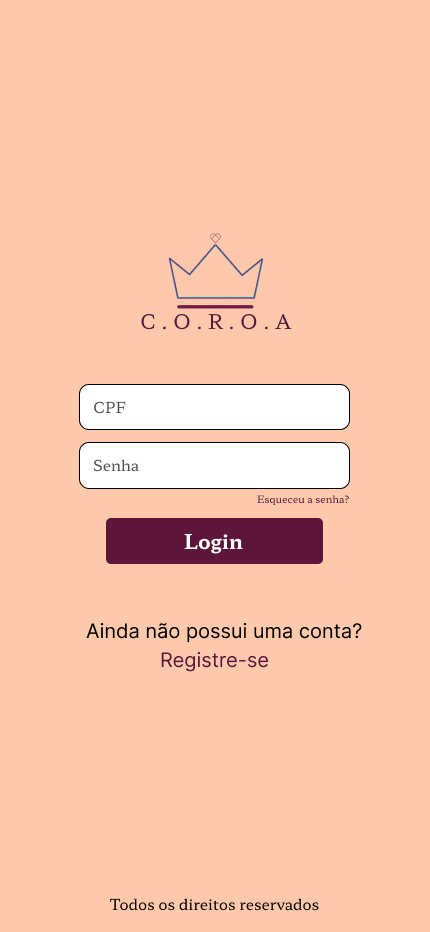 C.O.R.O.A
CPF
Senha
Esqueceu a senha?
Login
Ainda não possui uma conta?
Registre-se
Todos os direitos reservados